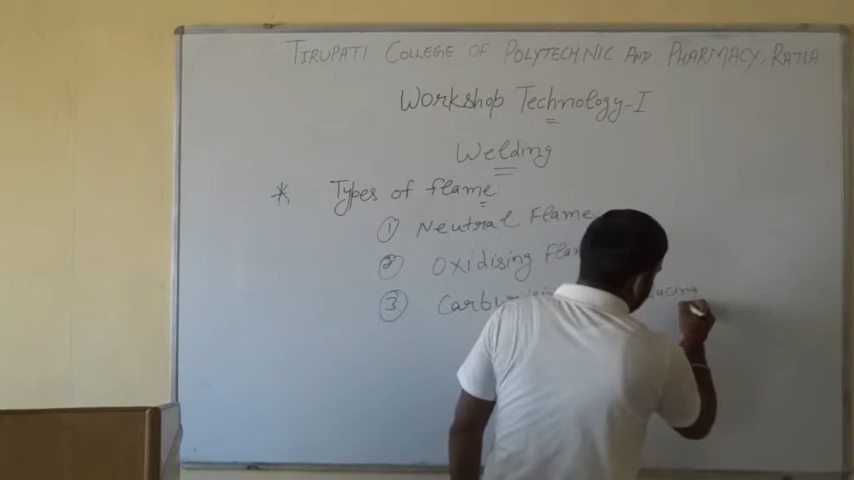 TIRUPATI COLLEGE OF POLYTECHNIC AND PHARMACY, RATIA
Workshop Technology-I
Welding
* Types of flame:
① Neutral Flame
② Oxidising
③